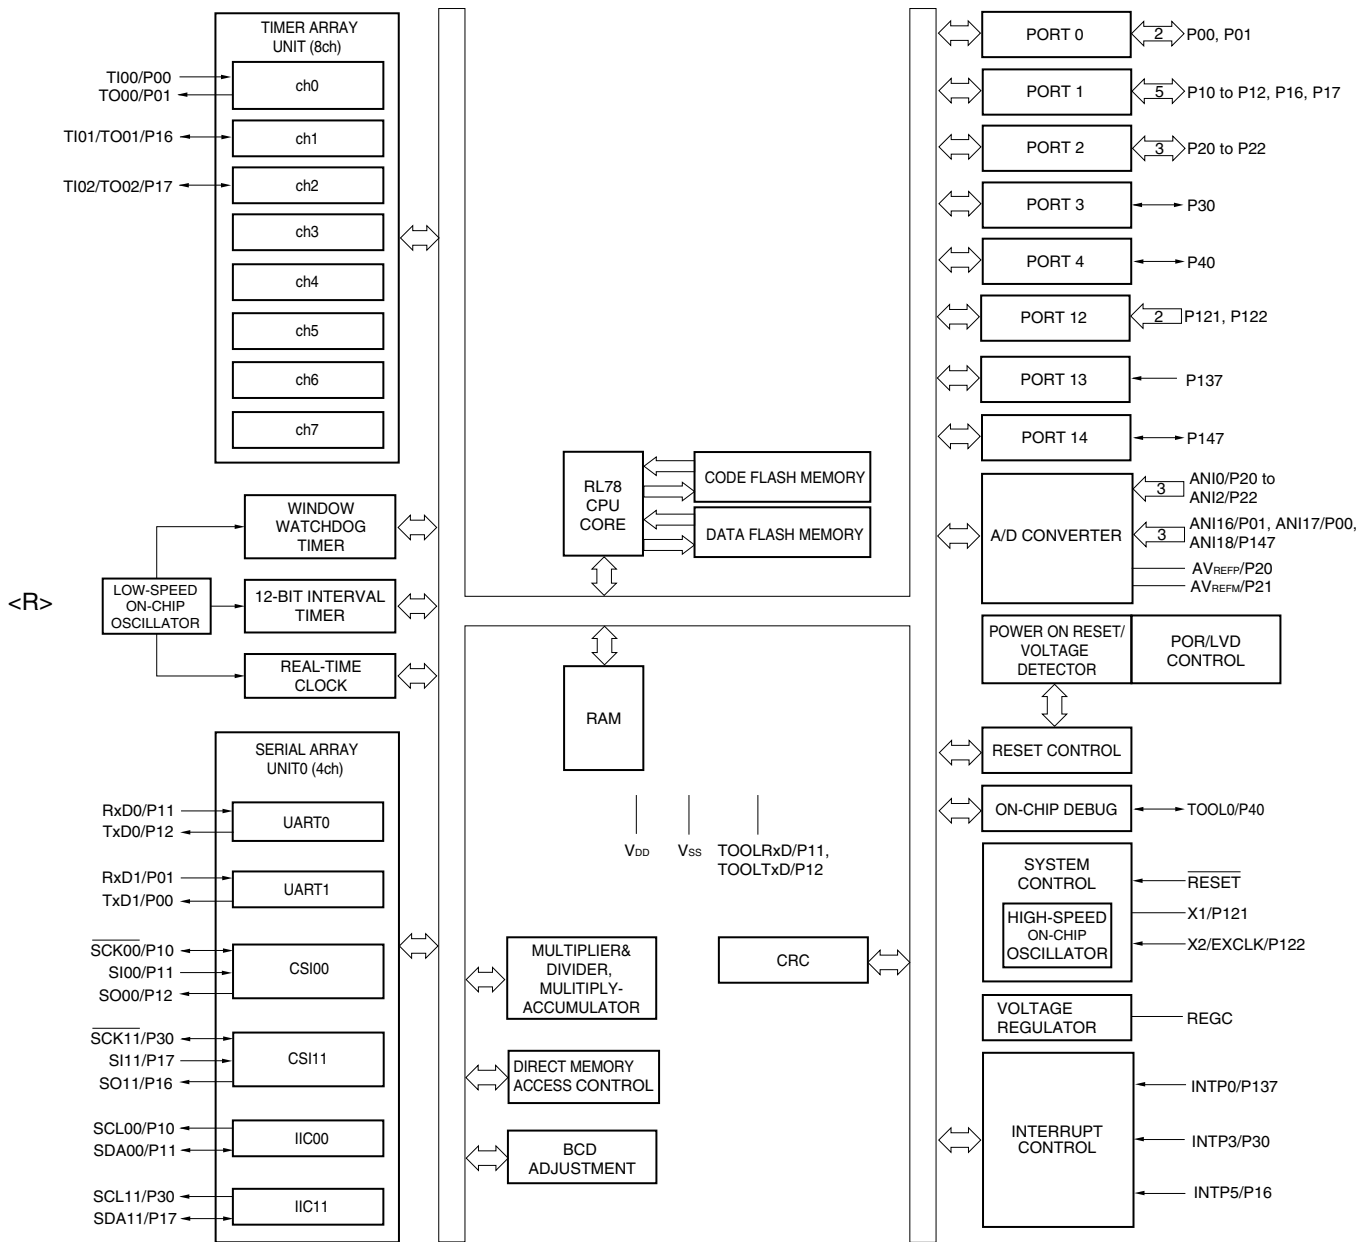 TIMER ARRAY
UNIT (8ch)
TI00/P00
TO00/P01
ch0
TI01/TO01/P16
ch1
TI02/TO02/P17
ch2
ch3
ch4
ch5
ch6
ch7
WINDOW
WATCHDOG
TIMER
<R>
LOW-SPEED
ON-CHIP
OSCILLATOR
12-BIT INTERVAL
TIMER
REAL-TIME
CLOCK
SERIAL ARRAY
UNIT0 (4ch)
RxD0/P11
TxD0/P12
UART0
RxD1/P01
TxD1/P00
UART1
SCK00/P10
SI00/P11
SO00/P12
CSI00
SCK11/P30
SI11/P17
SO11/P16
CSI11
SCL00/P10
SDA00/P11
IIC00
SCL11/P30
SDA11/P17
IIC11
RL78
CPU
CORE
CODE FLASH MEMORY
DATA FLASH MEMORY
RAM
VDD
VSS
TOOLRxD/P11,
TOOLTxD/P12
MULTIPLIER&
DIVIDER,
MULITIPLY-
ACCUMULATOR
CRC
DIRECT MEMORY
ACCESS CONTROL
BCD
ADJUSTMENT
PORT 0
2
P00, P01
PORT 1
5
P10 to P12, P16, P17
PORT 2
3
P20 to P22
PORT 3
P30
PORT 4
P40
PORT 12
2
P121, P122
PORT 13
P137
PORT 14
P147
A/D CONVERTER
3
ANI0/P20 to
ANI2/P22
3
ANI16/P01, ANI17/P00,
ANI18/P147
AVREFP/P20
AVREFM/P21
POWER ON RESET/
VOLTAGE
DETECTOR
POR/LVD
CONTROL
RESET CONTROL
ON-CHIP DEBUG
TOOL0/P40
SYSTEM
CONTROL
HIGH-SPEED
ON-CHIP
OSCILLATOR
RESET
X1/P121
X2/EXCLK/P122
VOLTAGE
REGULATOR
REGC
INTERRUPT
CONTROL
INTP0/P137
INTP3/P30
INTP5/P16